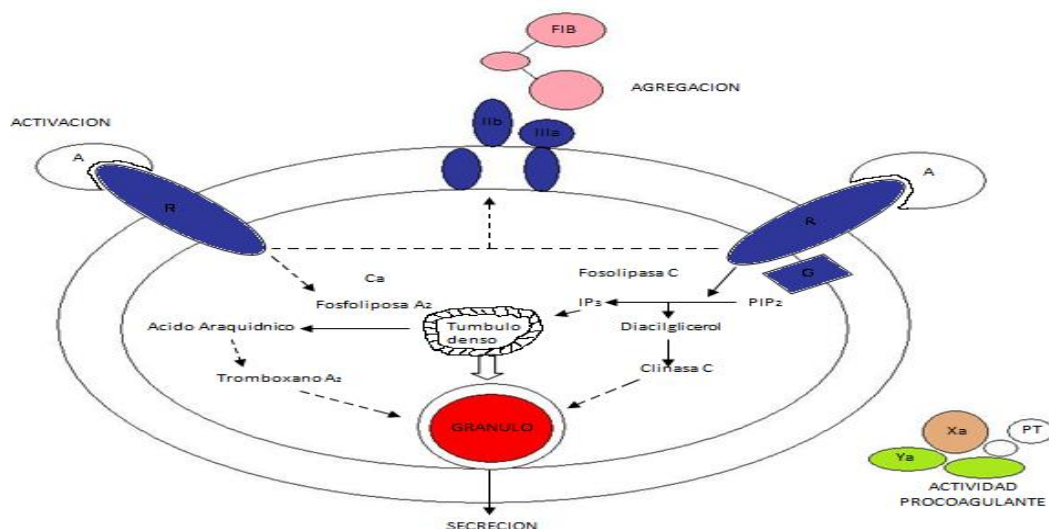 FIB
AGREGACION
ACTIVACION
IIb
IIIa
A
A
R
R
G
Ca
Fosolipasa C
Fosfoliposa A₂
IP₃
PIP₂
Acido Araquidnico
Tumbulo
denso
Diacilglicerol
Tromboxano A₂
Clinasa C
GRANULO
Xa
PT
Ya
ACTIVIDAD
PROCOAGULANTE
SECRECION